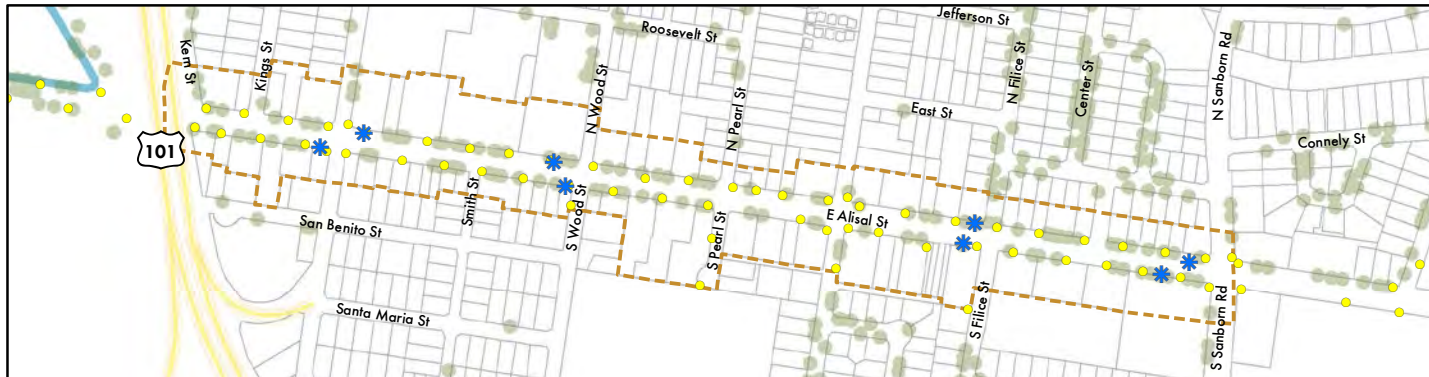 Jefferson St
Roosevelt St
Kern St
Kings St
N Wood St
N Pearl St
East St
N Filice St
Center St
N Sanborn Rd
Connely St
101
San Benito St
Smith St
S Wood St
S Pearl St
E Alisal St
Santa Maria St
S Filice St
S Sanborn Rd